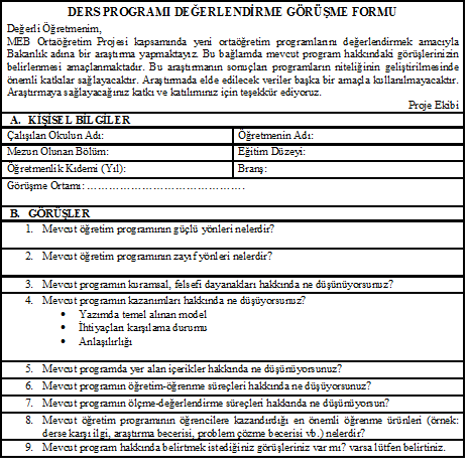 DERS PROGRAMI DEĞERLENDİRME GÖRÜŞME FORMU
Değerli Öğretmenim,
MEB Ortaöğretim Projesi kapsamında yeni ortaöğretim programlarını değerlendirmek amacıyla
Bakanlık adına bir araştırma yapmaktayız. Bu bağlamda mevcut program hakkındaki görüşlerinizin
belirlenmesi amaçlanmaktadır. Bu araştırmanın sonuçları programların niteliğinin geliştirilmesinde
önemli katkılar sağlayacaktır. Araştırmada elde edilecek veriler başka bir amaçla kullanılmayacaktır.
Araştırmaya sağlayacağınız katkı ve katılımınız için teşekkür ediyoruz.
Proje Ekibi
A. KİŞİSEL BİLGİLER
Çalışılan Okulun Adı: Öğretmenin Adı:
Mezun Olunan Bölüm: Eğitim Düzeyi:
Öğretmenlik Kıdemi (Yıl): Branş:
Görüşme Ortamı: …………………………………….
B. GÖRÜŞLER
1. Mevcut öğretim programının güçlü yönleri nelerdir?
2. Mevcut öğretim programının zayıf yönleri nelerdir?
3. Mevcut programın kuramsal, felsefi dayanakları hakkında ne düşünüyorsunuz?
4. Mevcut programın kazanımları hakkında ne düşüyorsunuz?
• Yazımda temel alınan model
• İhtiyaçları karşılama durumu
• Anlaşılırlığı
5. Mevcut programda yer alan içerikler hakkında ne düşünüyorsunuz?
6. Mevcut programın öğretim-öğrenme süreçleri hakkında ne düşünüyorsunuz?
7. Mevcut programın ölçme-değerlendirme süreçleri hakkında ne düşünüyorsun?
8. Mevcut öğretim programının öğrencilere kazandırdığı en önemli öğrenme ürünleri (örnek:
derse karşı ilgi, araştırma becerisi, problem çözme becerisi vb.) nelerdir?
9. Mevcut program hakkında belirtmek istediğiniz görüşleriniz var mı? varsa lütfen belirtiniz.